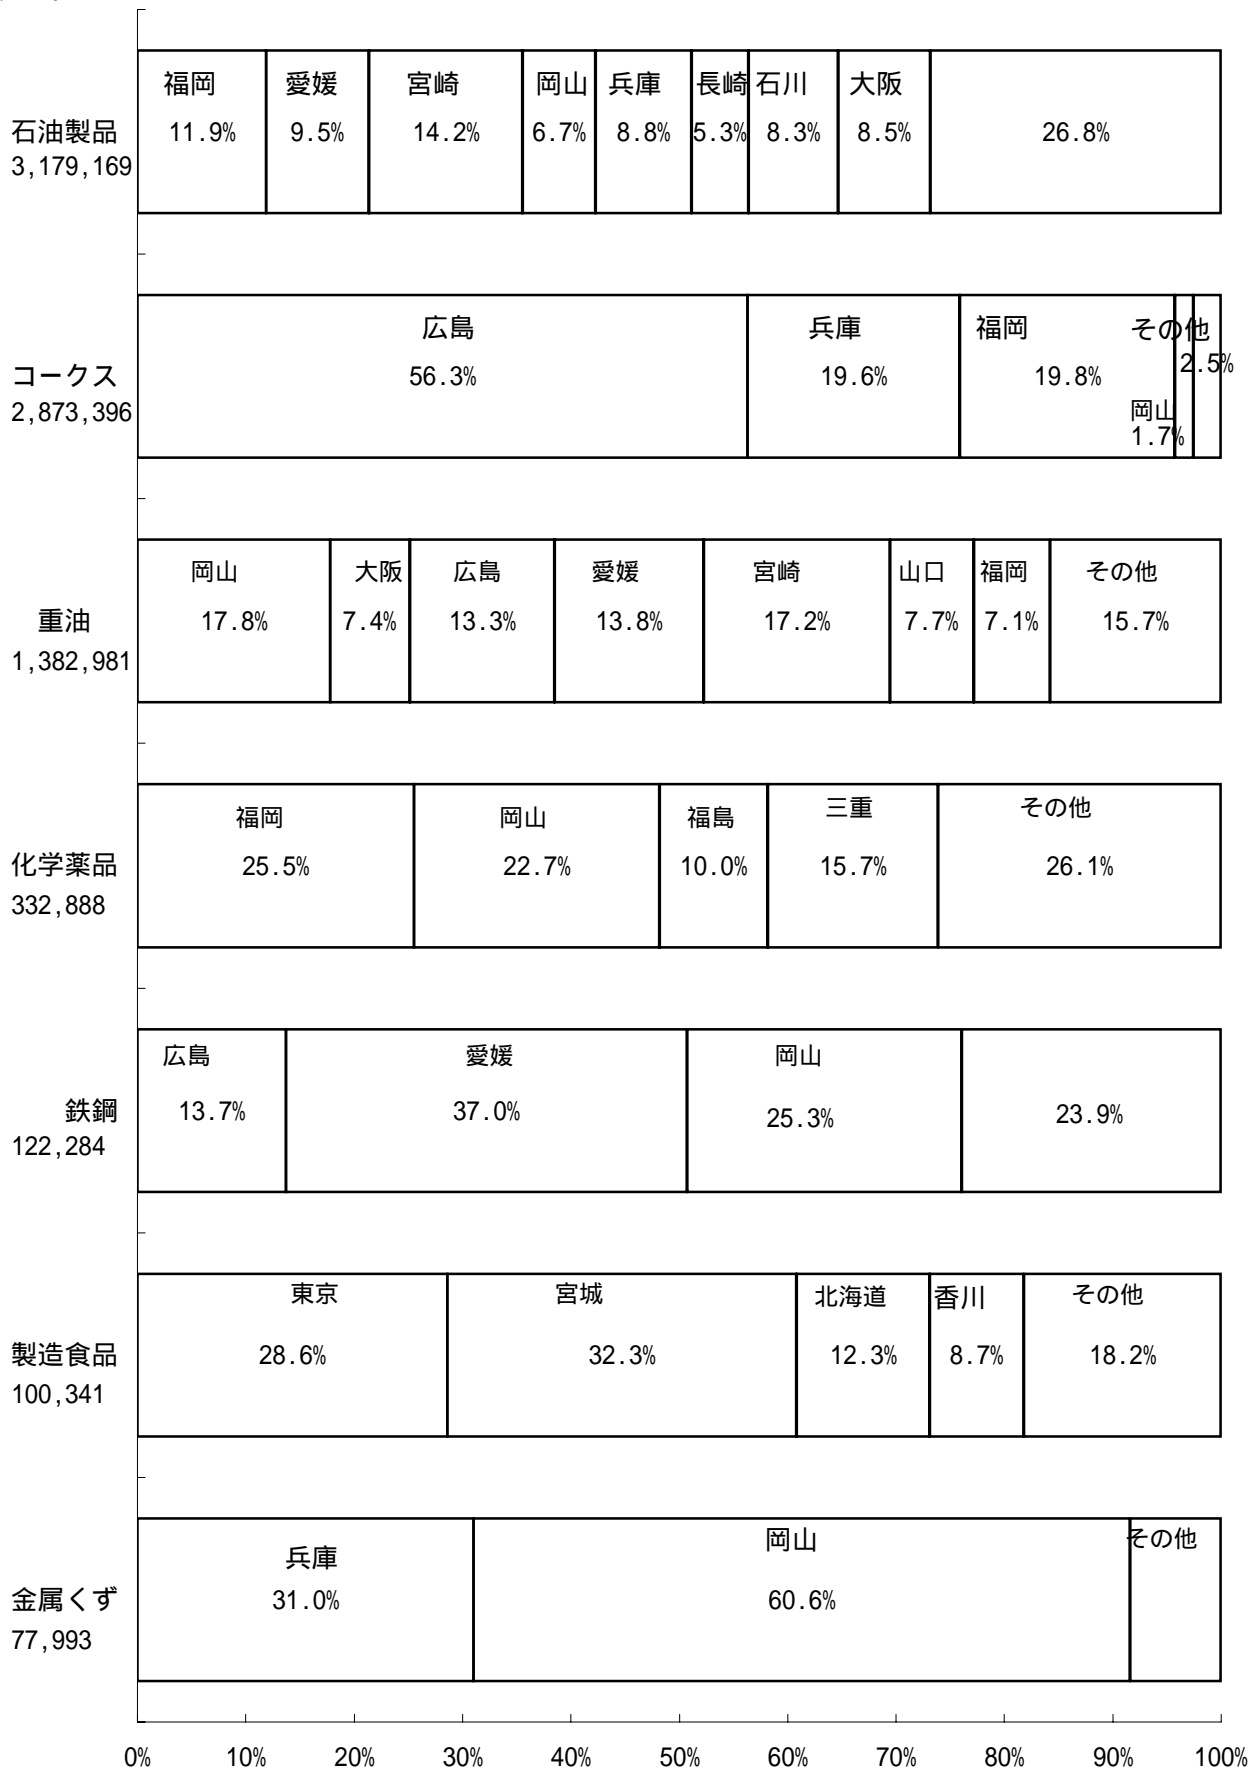 福岡 愛媛 宮崎 岡山 兵庫 長崎 石川 大阪
石油製品 11.9% 9.5% 14.2% 6.7% 8.8% 5.3% 8.3% 8.5% 26.8%
3,179,169
広島 兵庫 福岡 その他
コークス 56.3% 19.6% 19.8% 2.5%
2,873,396 岡山
1.7%
岡山 大阪 広島 愛媛 宮崎 山口 福岡 その他
重油 17.8% 7.4% 13.3% 13.8% 17.2% 7.7% 7.1% 15.7%
1,382,981
福岡 岡山 福島 三重 その他
化学薬品 25.5% 22.7% 10.0% 15.7% 26.1%
332,888
広島 愛媛 岡山
鉄鋼 13.7% 37.0% 25.3% 23.9%
122,284
東京 宮城 北海道 香川 その他
製造食品 28.6% 32.3% 12.3% 8.7% 18.2%
100,341
兵庫 岡山 その他
金属くず 31.0% 60.6%
77,993
0% 10% 20% 30% 40% 50% 60% 70% 80% 90% 100%